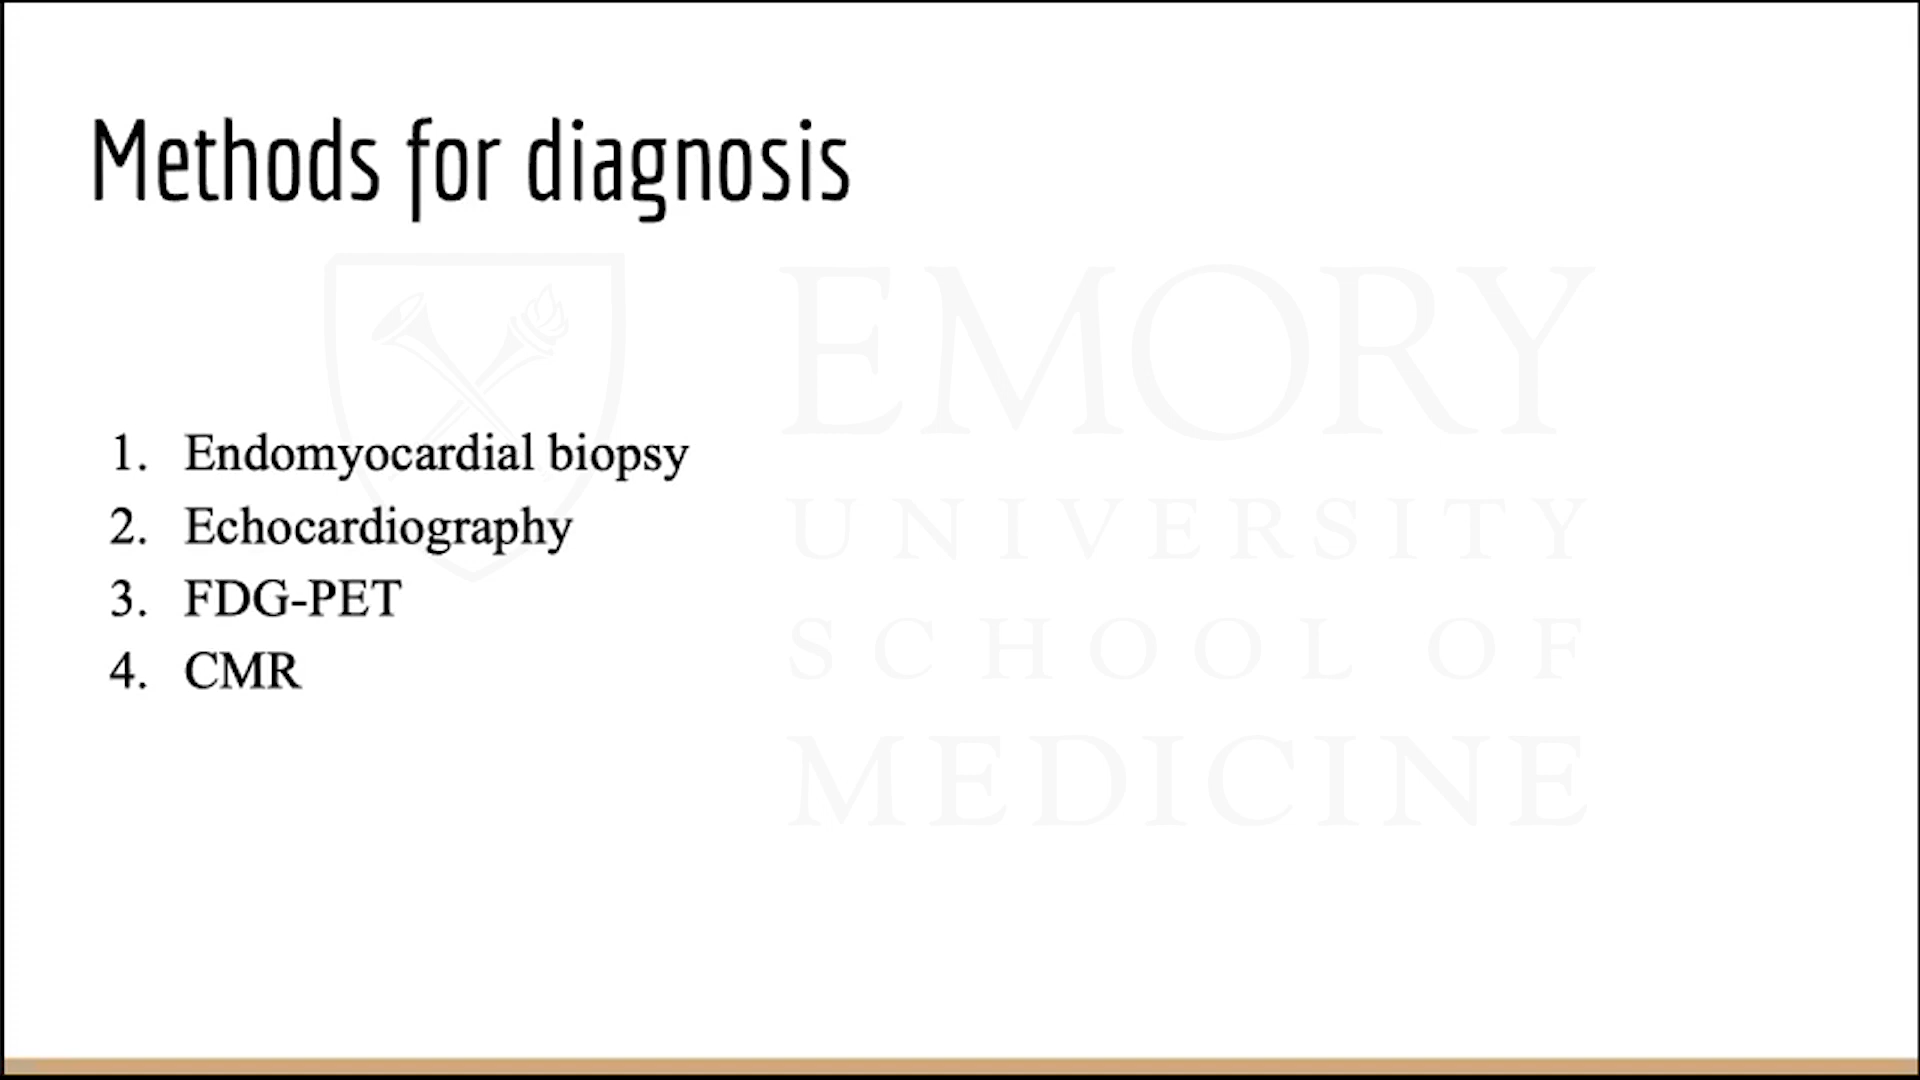 Methods for diagnosis
EMORY
UNIVERSITY
SCHOOL OF
MEDICINE
1. Endomyocardial biopsy
2. Echocardiography
3. FDG-PET
4. CMR